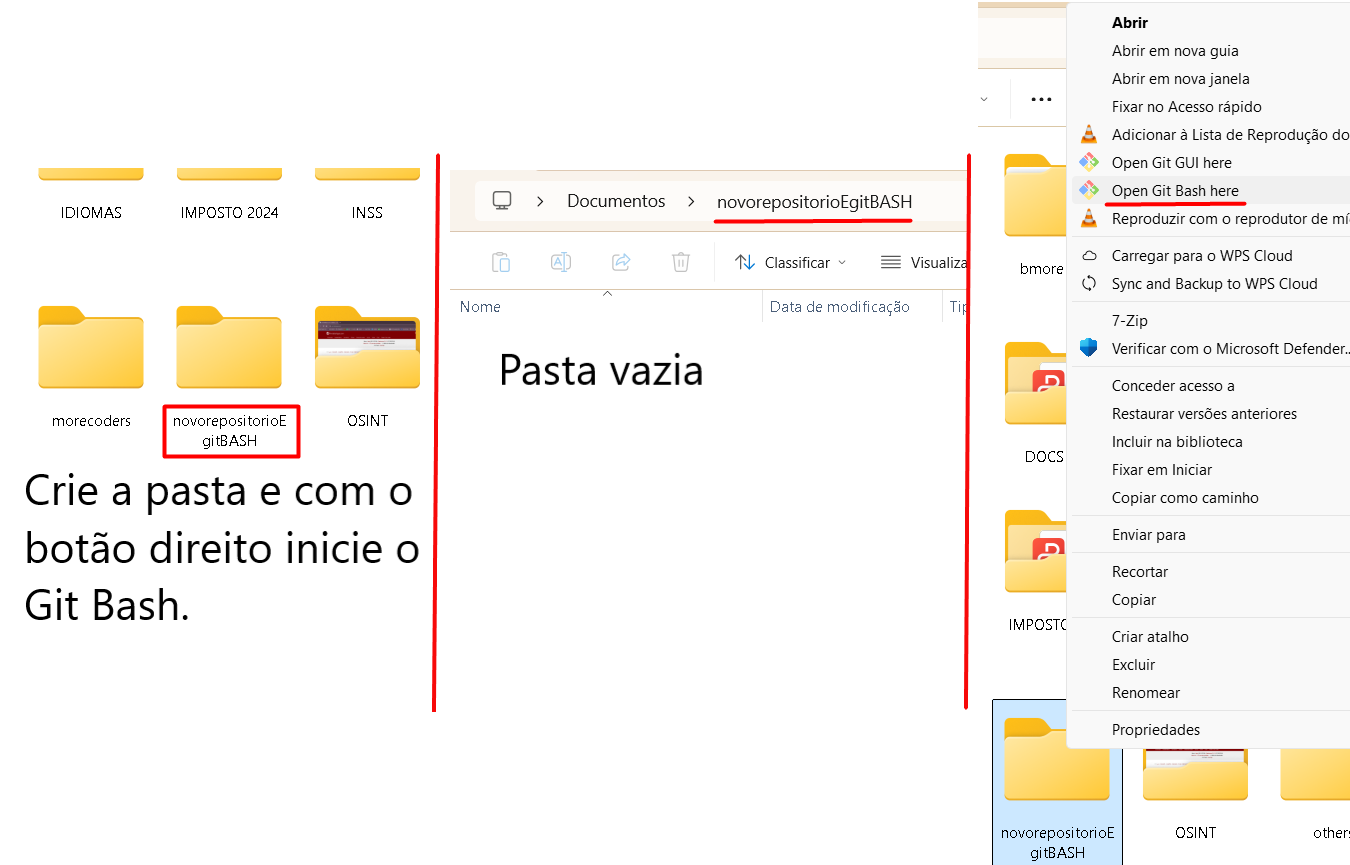 IDIOMAS
IMPOSTO 2024
INSS
morecoders
novorepositorioE
gitBASH
OSINT
Crie a pasta e com o
botão direito inicie o
Git Bash.
Documentos
novorepositorioEgitBASH
Classificar
Visualiza
Nome
Data de modificação
Tip
Pasta vazia
bmore
DOCS
IMPOSTO
novorepositorioE
gitBASH
OSINT
others
Abrir
Abrir em nova guia
Abrir em nova janela
Fixar no Acesso rápido
Adicionar à Lista de Reprodução do
Open Git GUI here
Open Git Bash here
Reproduzir com o reprodutor de mí
Carregar para o WPS Cloud
Sync and Backup to WPS Cloud
7-Zip
Verificar com o Microsoft Defender..
Conceder acesso a
Restaurar versões anteriores
Incluir na biblioteca
Fixar em Iniciar
Copiar como caminho
Enviar para
Recortar
Copiar
Criar atalho
Excluir
Renomear
Propriedades